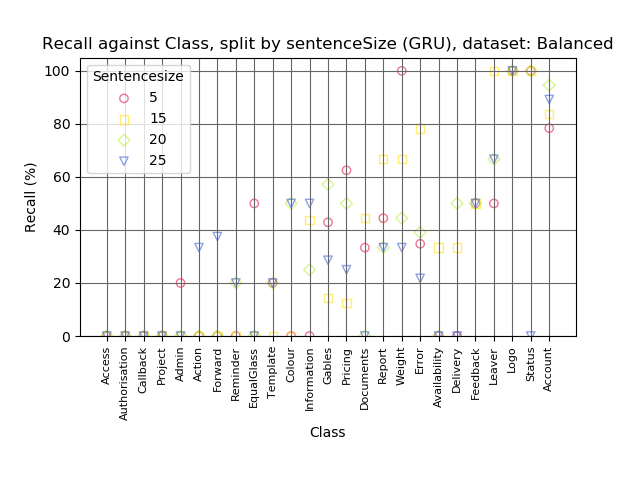 Recall against Class, split by sentenceSize (GRU), dataset: Balanced
Sentencesize
5
15
20
25
Recall (%)
100
80
60
40
20
0
Access
Authorisation
Callback
Project
Admin
Action
Forward
Reminder
EqualGlass
Template
Colour
Information
Gables
Pricing
Documents
Report
Weight
Error
Availability
Delivery
Feedback
Leaver
Logo
Status
Account
Class